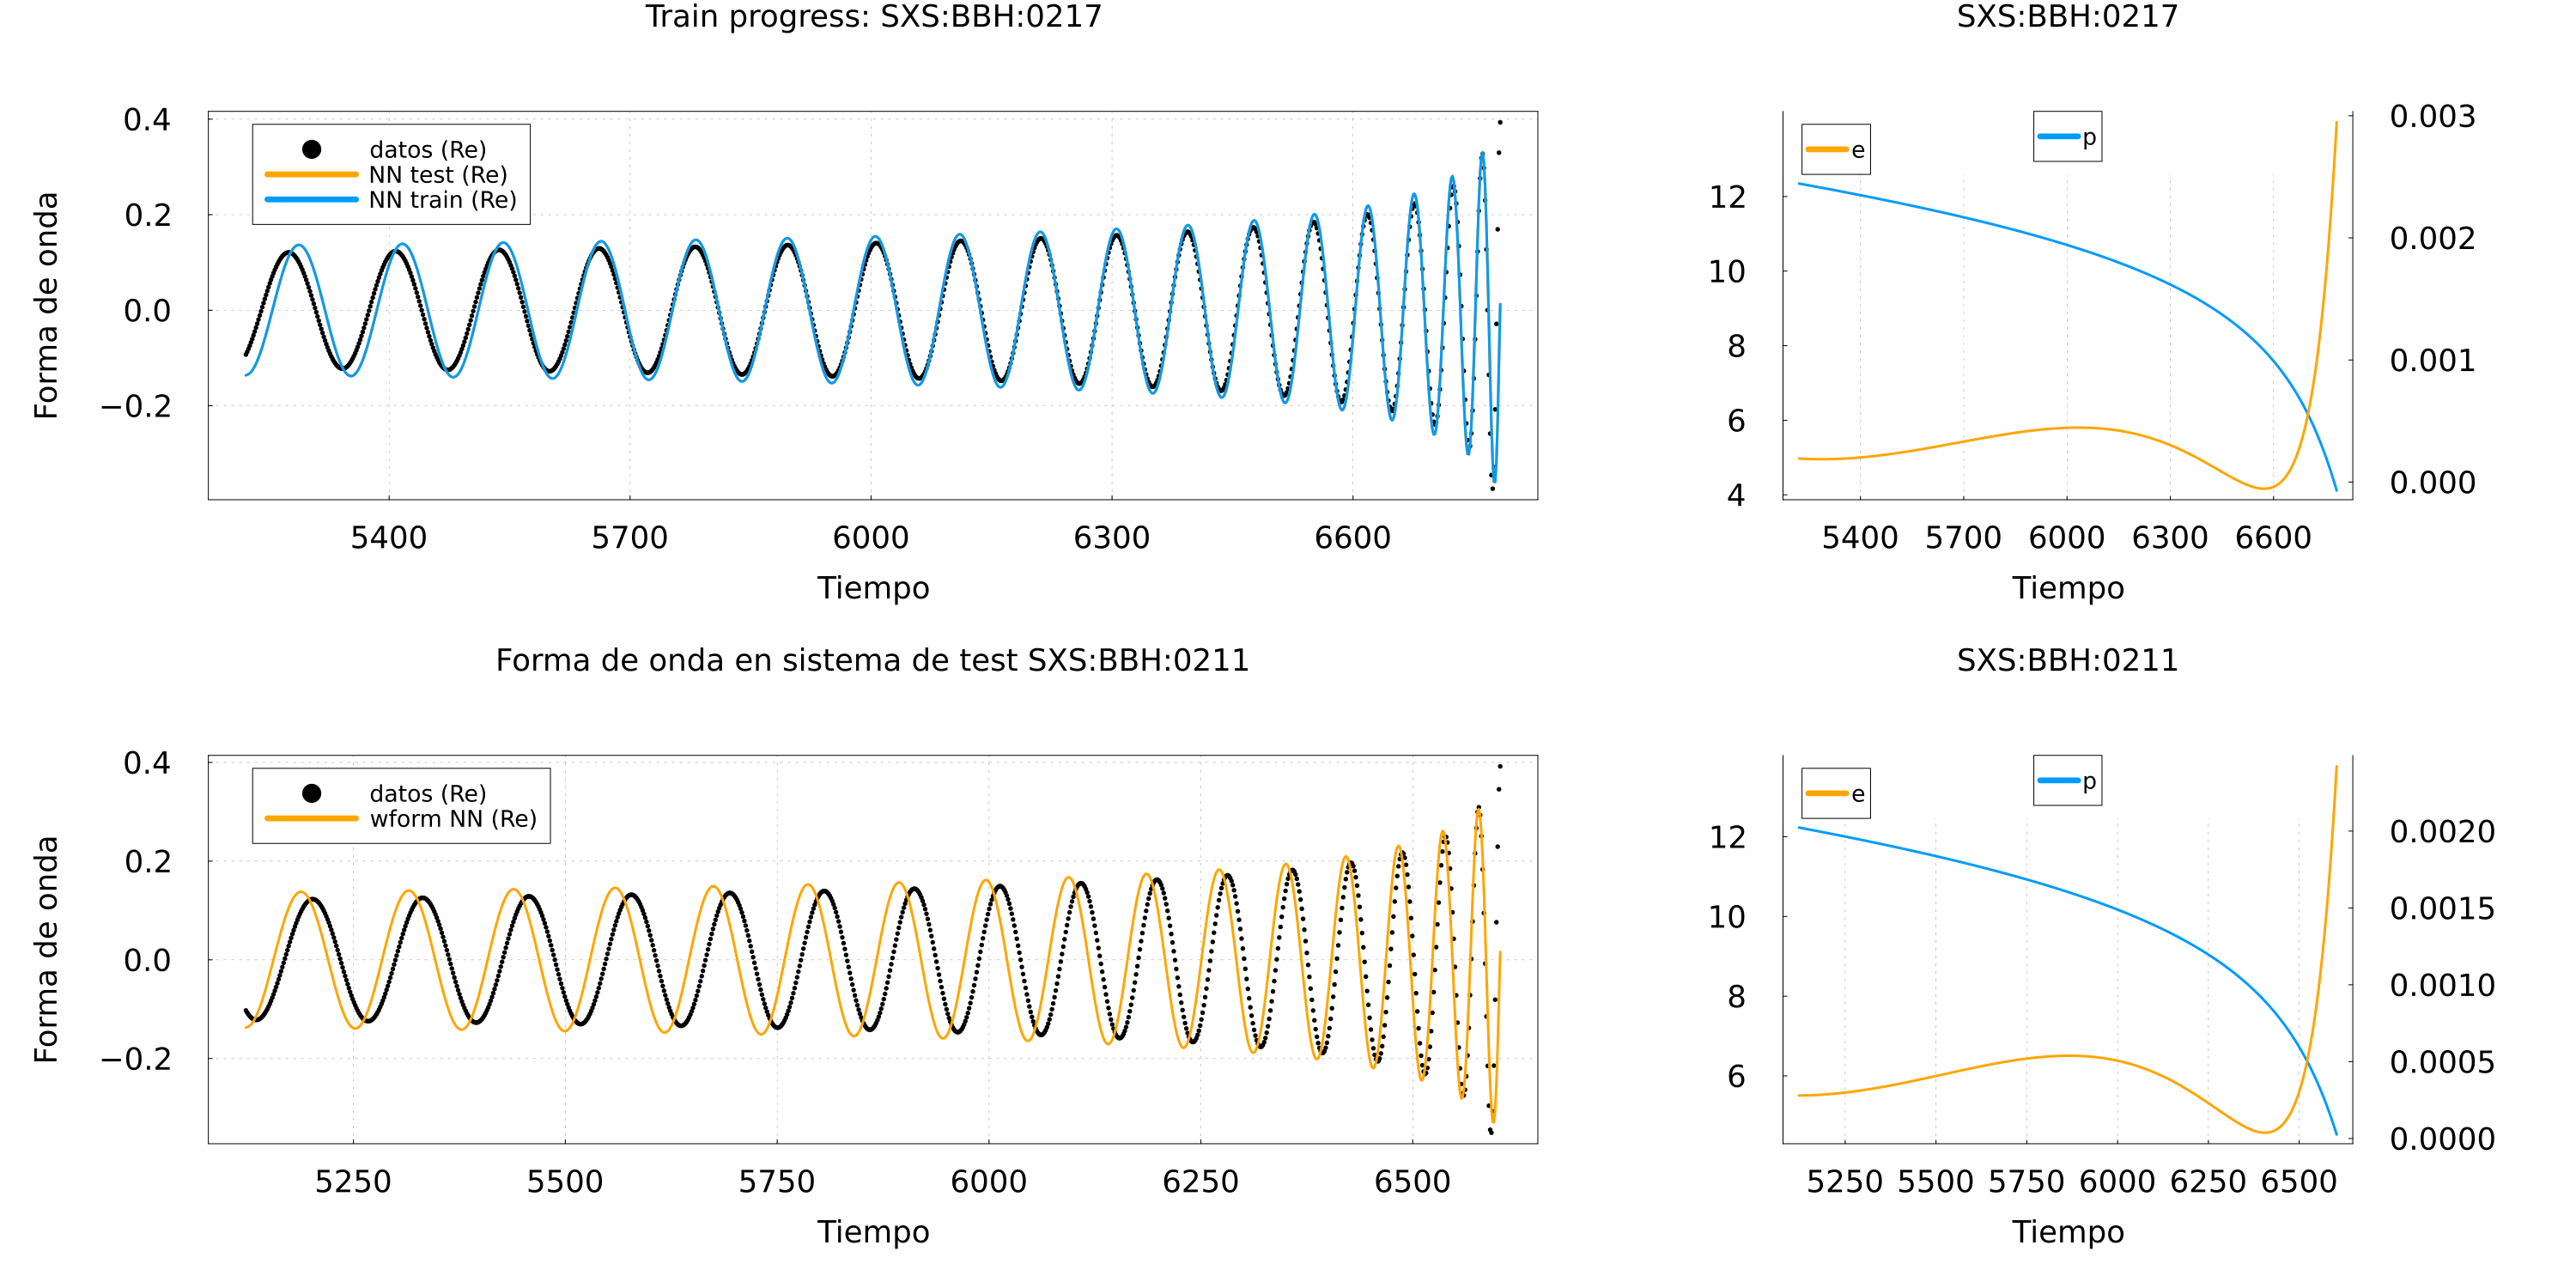 Train progress: SXS:BBH:0217
0.4
0.2
0.0
−0.2
Forma de onda
datos (Re)
NN test (Re)
NN train (Re)
5400 5700 6000 6300 6600
Tiempo
SXS:BBH:0217
12
10
8
6
4
e
p
0.003
0.002
0.001
0.000
5400 5700 6000 6300 6600
Tiempo
Forma de onda en sistema de test SXS:BBH:0211
0.4
0.2
0.0
−0.2
Forma de onda
datos (Re)
wform NN (Re)
5250 5500 5750 6000 6250 6500
Tiempo
SXS:BBH:0211
12
10
8
6
e
p
0.0020
0.0015
0.0010
0.0005
0.0000
5250 5500 5750 6000 6250 6500
Tiempo